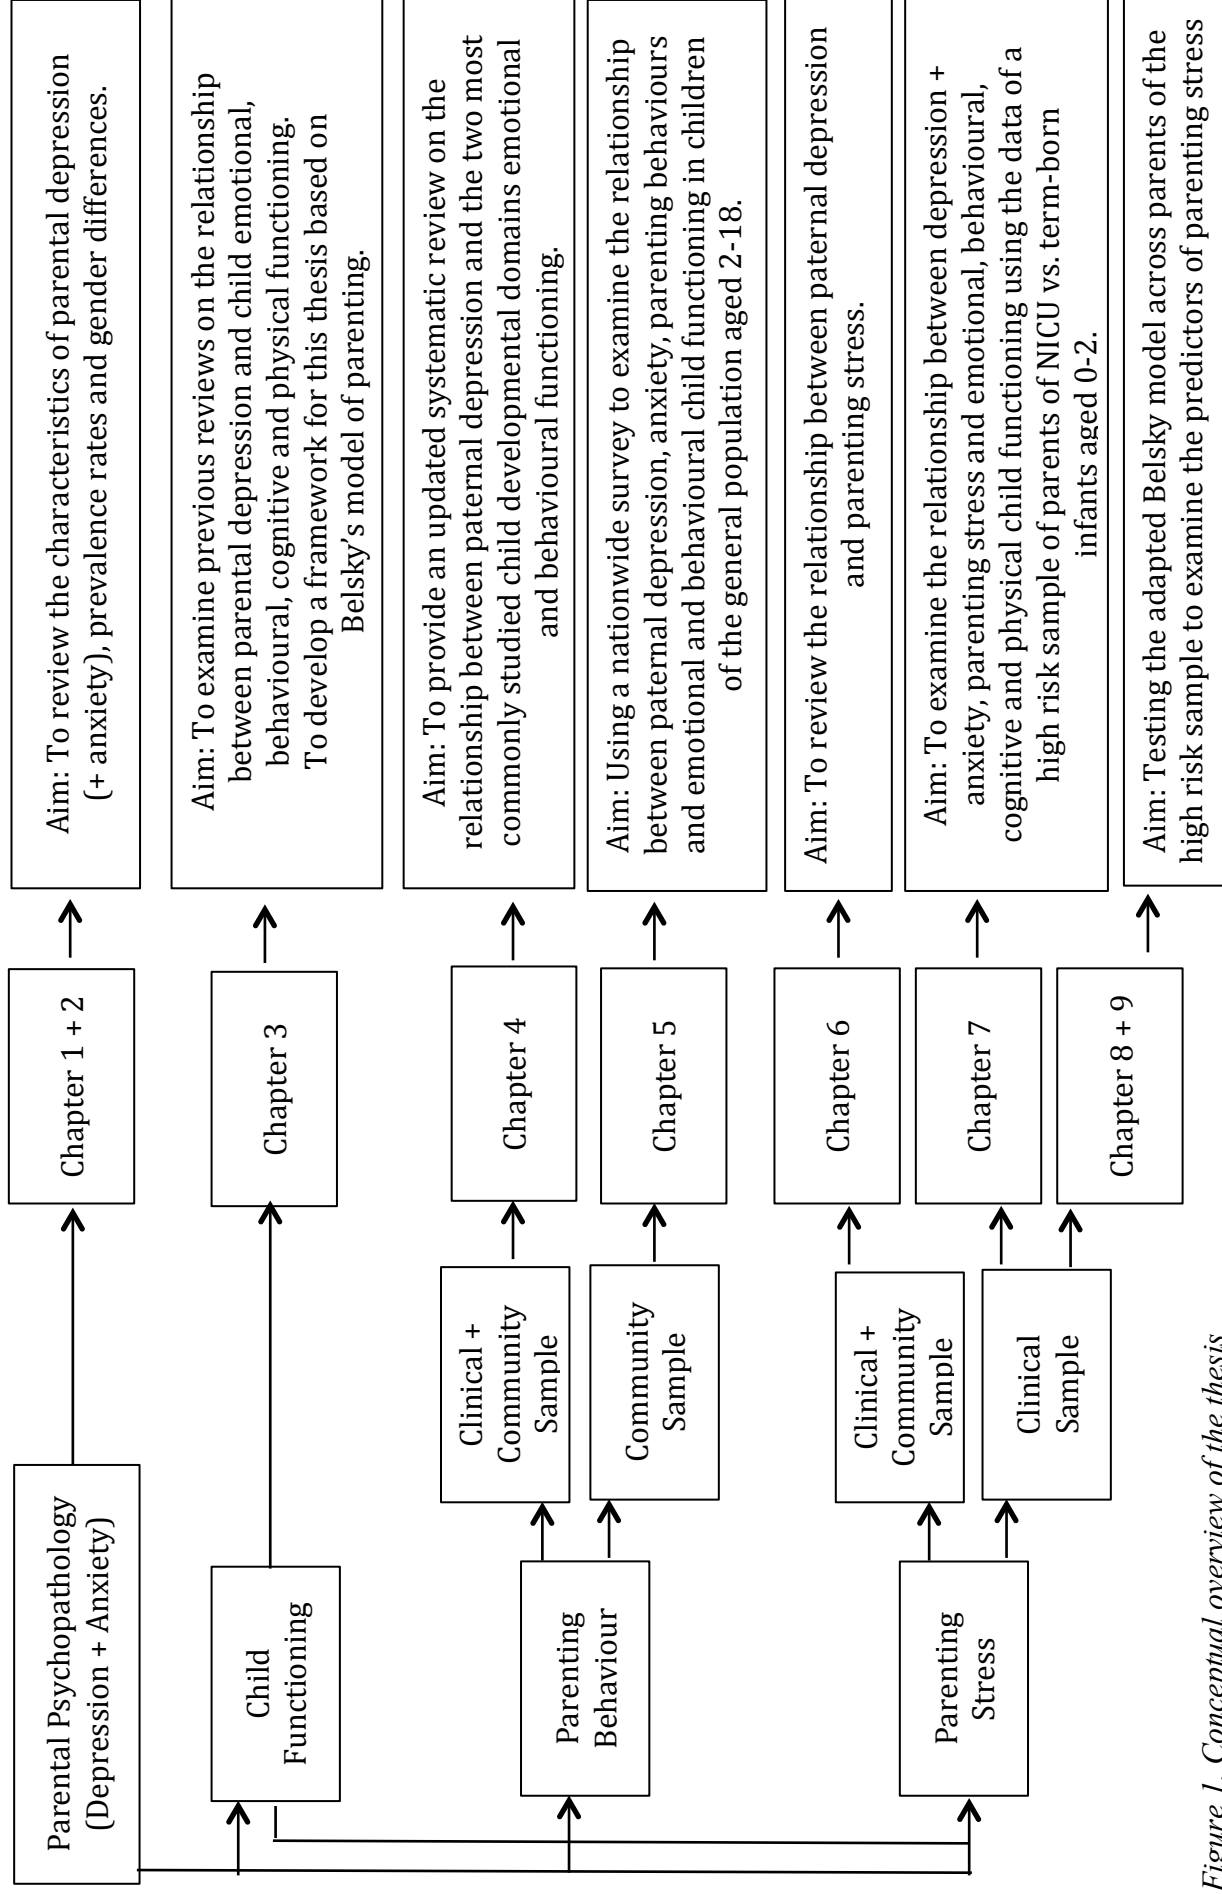 Parental Psychopathology
(Depression + Anxiety)
Chapter 1 + 2
Aim: To review the characteristics of parental depression
(+ anxiety), prevalence rates and gender differences.
Child
Functioning
Chapter 3
Aim: To examine previous reviews on the relationship
between parental depression and child emotional,
behavioural, cognitive and physical functioning.
To develop a framework for this thesis based on
Belsky’s model of parenting.
Parenting
Behaviour
Clinical +
Community
Sample
Chapter 4
Aim: To provide an updated systematic review on the
relationship between paternal depression and the two most
commonly studied child developmental domains emotional
and behavioural functioning.
Community
Sample
Chapter 5
Aim: Using a nationwide survey to examine the relationship
between paternal depression, anxiety, parenting behaviours
and emotional and behavioural child functioning in children
of the general population aged 2-18.
Parenting
Stress
Clinical +
Community
Sample
Chapter 6
Aim: To review the relationship between paternal depression
and parenting stress.
Clinical
Sample
Chapter 7
Aim: To examine the relationship between depression +
anxiety, parenting stress and emotional, behavioural,
cognitive and physical child functioning using the data of a
high risk sample of parents of NICU vs. term-born
infants aged 0-2.
Chapter 8 + 9
Aim: Testing the adapted Belsky model across parents of the
high risk sample to examine the predictors of parenting stress
Figure 1. Conceptual overview of the thesis